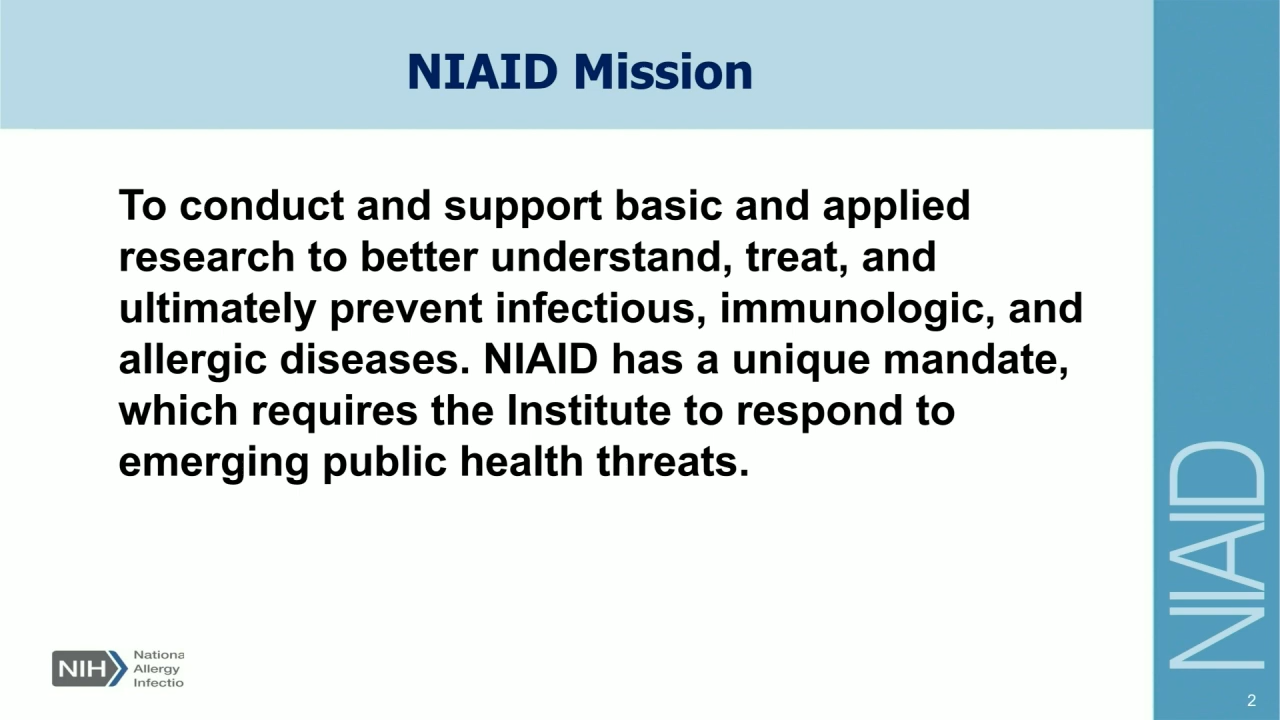 NIAID Mission
To conduct and support basic and applied
research to better understand, treat, and
ultimately prevent infectious, immunologic, and
allergic diseases. NIAID has a unique mandate,
which requires the Institute to respond to
emerging public health threats.
NIH
Nationa
Allergy
Infectio
NIAID
2